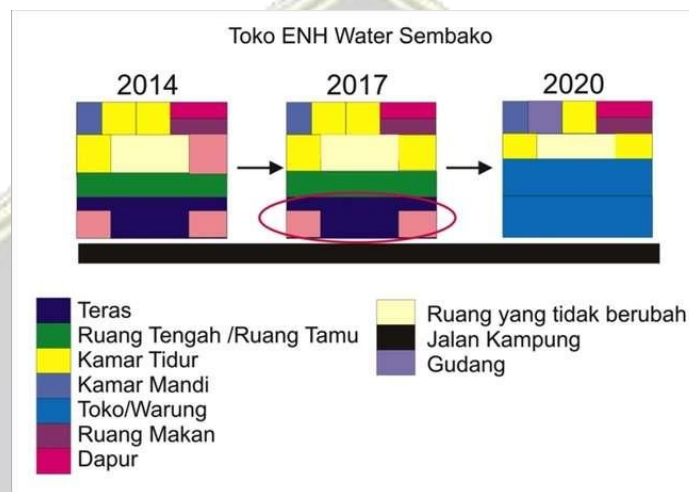 Toko ENH Water Sembako
2014 2017 2020
Teras
Ruang Tengah /Ruang Tamu
Kamar Tidur
Kamar Mandi
Toko/Warung
Ruang Makan
Dapur
Ruang yang tidak berubah
Jalan Kampung
Gudang